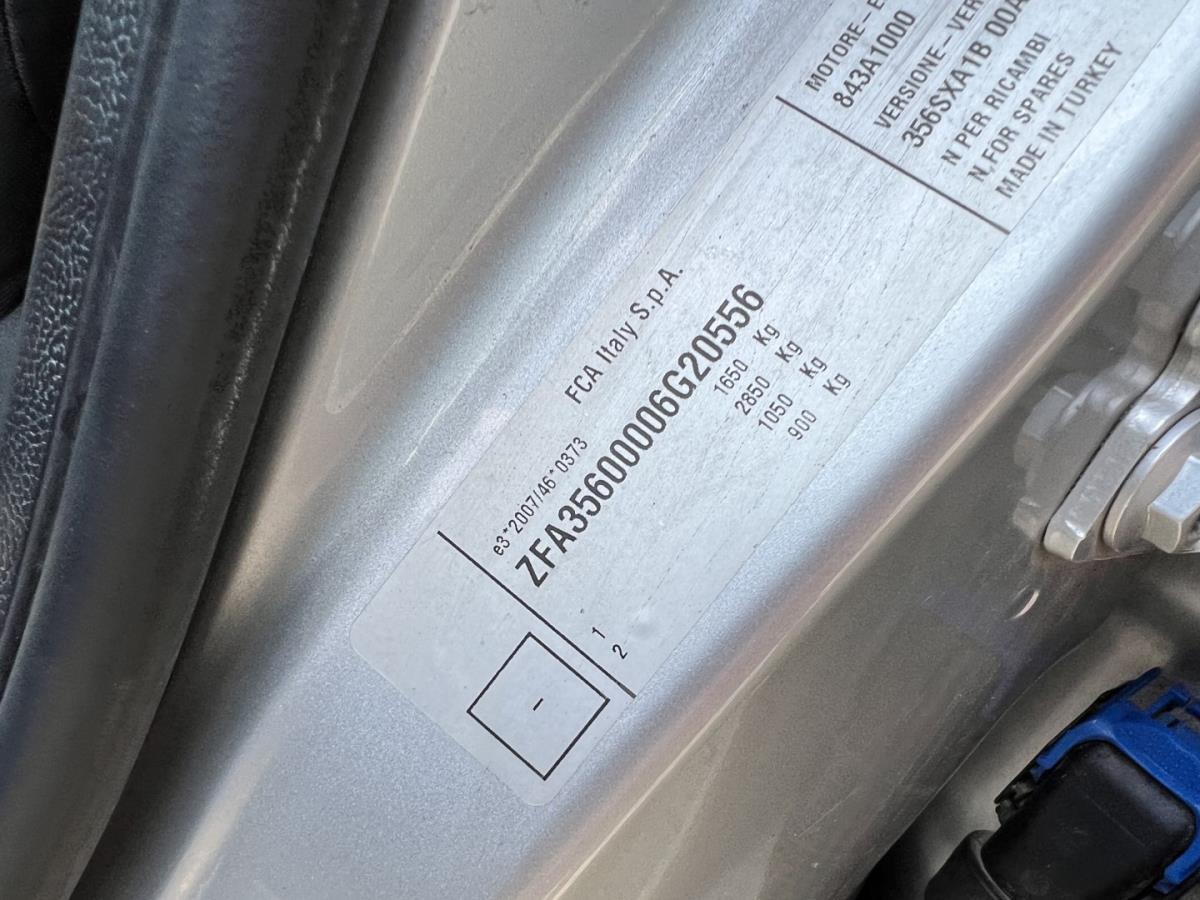 FCA Italy S.p.A.
e3*2007/46*0373
ZFA35600006G20556
1650 Kg
2850 Kg
1 1050 Kg
2 900 Kg
-
MOTORE-E
843A1000
VERSIONE-VER
356SXA1B 00A
N PER RICAMBI
N,FOR SPARES
MADE IN TURKEY